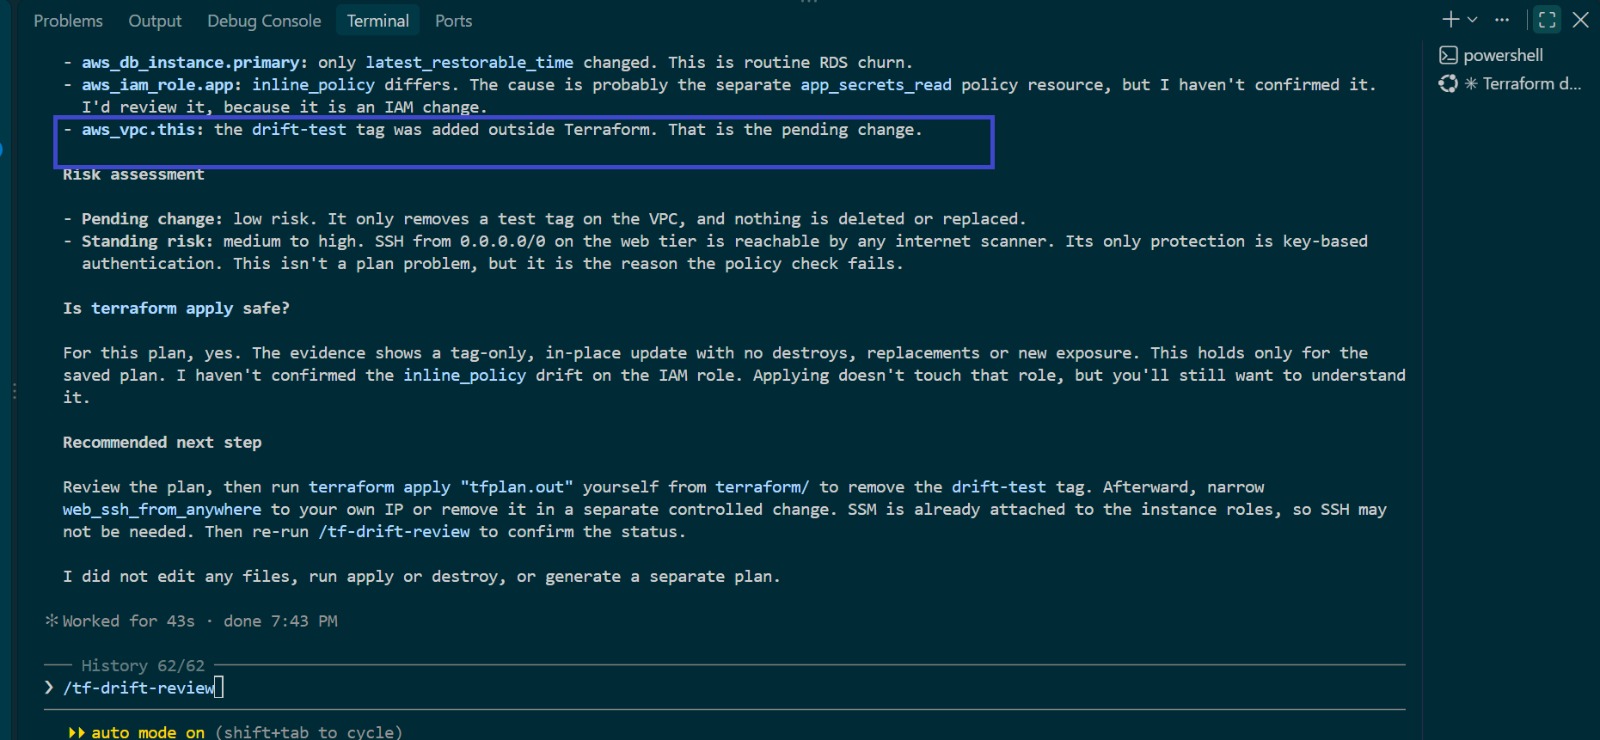 Problems Output Debug Console Terminal Ports
powershell
Terraform d...
- aws_db_instance.primary: only latest_restorable_time changed. This is routine RDS churn.
- aws_iam_role.app: inline_policy differs. The cause is probably the separate app_secrets_read policy resource, but I haven't confirmed it.
I'd review it, because it is an IAM change.
- aws_vpc.this: the drift-test tag was added outside Terraform. That is the pending change.
Risk assessment
- Pending change: low risk. It only removes a test tag on the VPC, and nothing is deleted or replaced.
- Standing risk: medium to high. SSH from 0.0.0.0/0 on the web tier is reachable by any internet scanner. Its only protection is key-based
authentication. This isn't a plan problem, but it is the reason the policy check fails.
Is terraform apply safe?
For this plan, yes. The evidence shows a tag-only, in-place update with no destroys, replacements or new exposure. This holds only for the
saved plan. I haven't confirmed the inline_policy drift on the IAM role. Applying doesn't touch that role, but you'll still want to understand
it.
Recommended next step
Review the plan, then run terraform apply "tfplan.out" yourself from terraform/ to remove the drift-test tag. Afterward, narrow
web_ssh_from_anywhere to your own IP or remove it in a separate controlled change. SSM is already attached to the instance roles, so SSH may
not be needed. Then re-run /tf-drift-review to confirm the status.
I did not edit any files, run apply or destroy, or generate a separate plan.
Worked for 43s · done 7:43 PM
History 62/62
❯ /tf-drift-review
auto mode on (shift+tab to cycle)